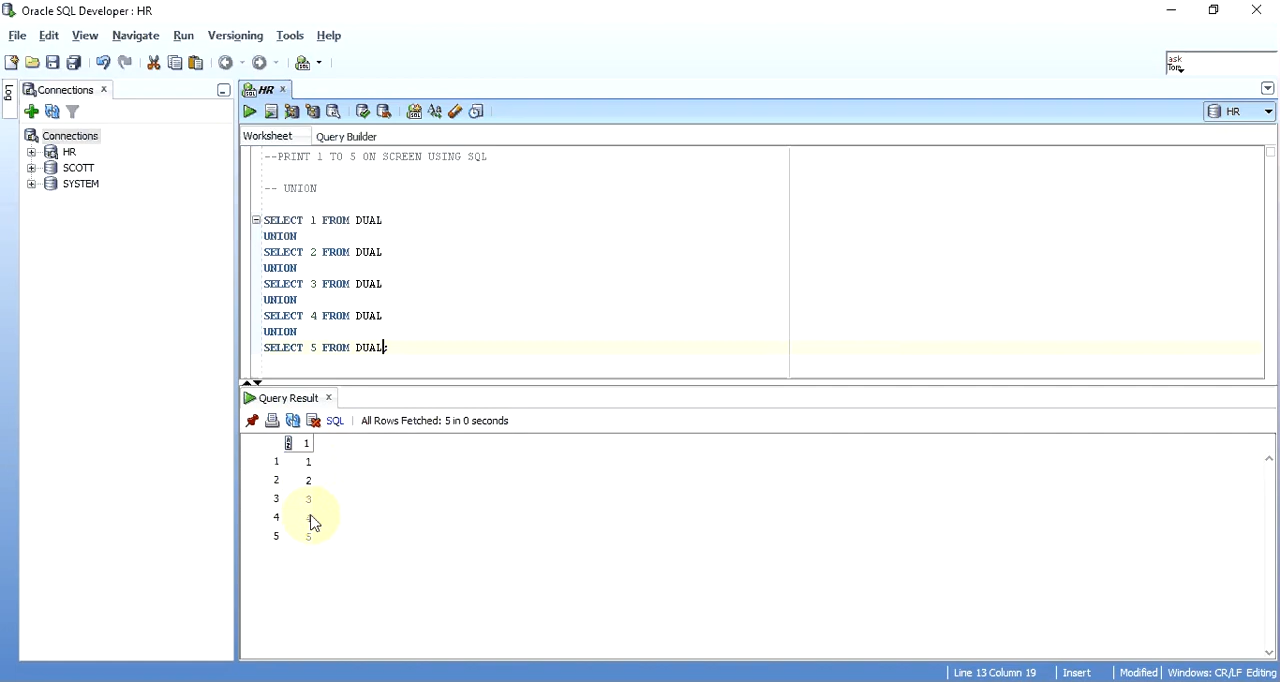 Oracle SQL Developer : HR
File Edit View Navigate Run Versioning Tools Help
ask
Tom
Log
Connections
HR
HR
Worksheet Query Builder
Connections
HR
SCOTT
SYSTEM
--PRINT 1 TO 5 ON SCREEN USING SQL
-- UNION
SELECT 1 FROM DUAL
UNION
SELECT 2 FROM DUAL
UNION
SELECT 3 FROM DUAL
UNION
SELECT 4 FROM DUAL
UNION
SELECT 5 FROM DUAL;
Query Result
SQL | All Rows Fetched: 5 in 0 seconds
1
1 1
2 2
3 3
4
5 5
Line 13 Column 19 | Insert | Modified | Windows: CR/LF Editing